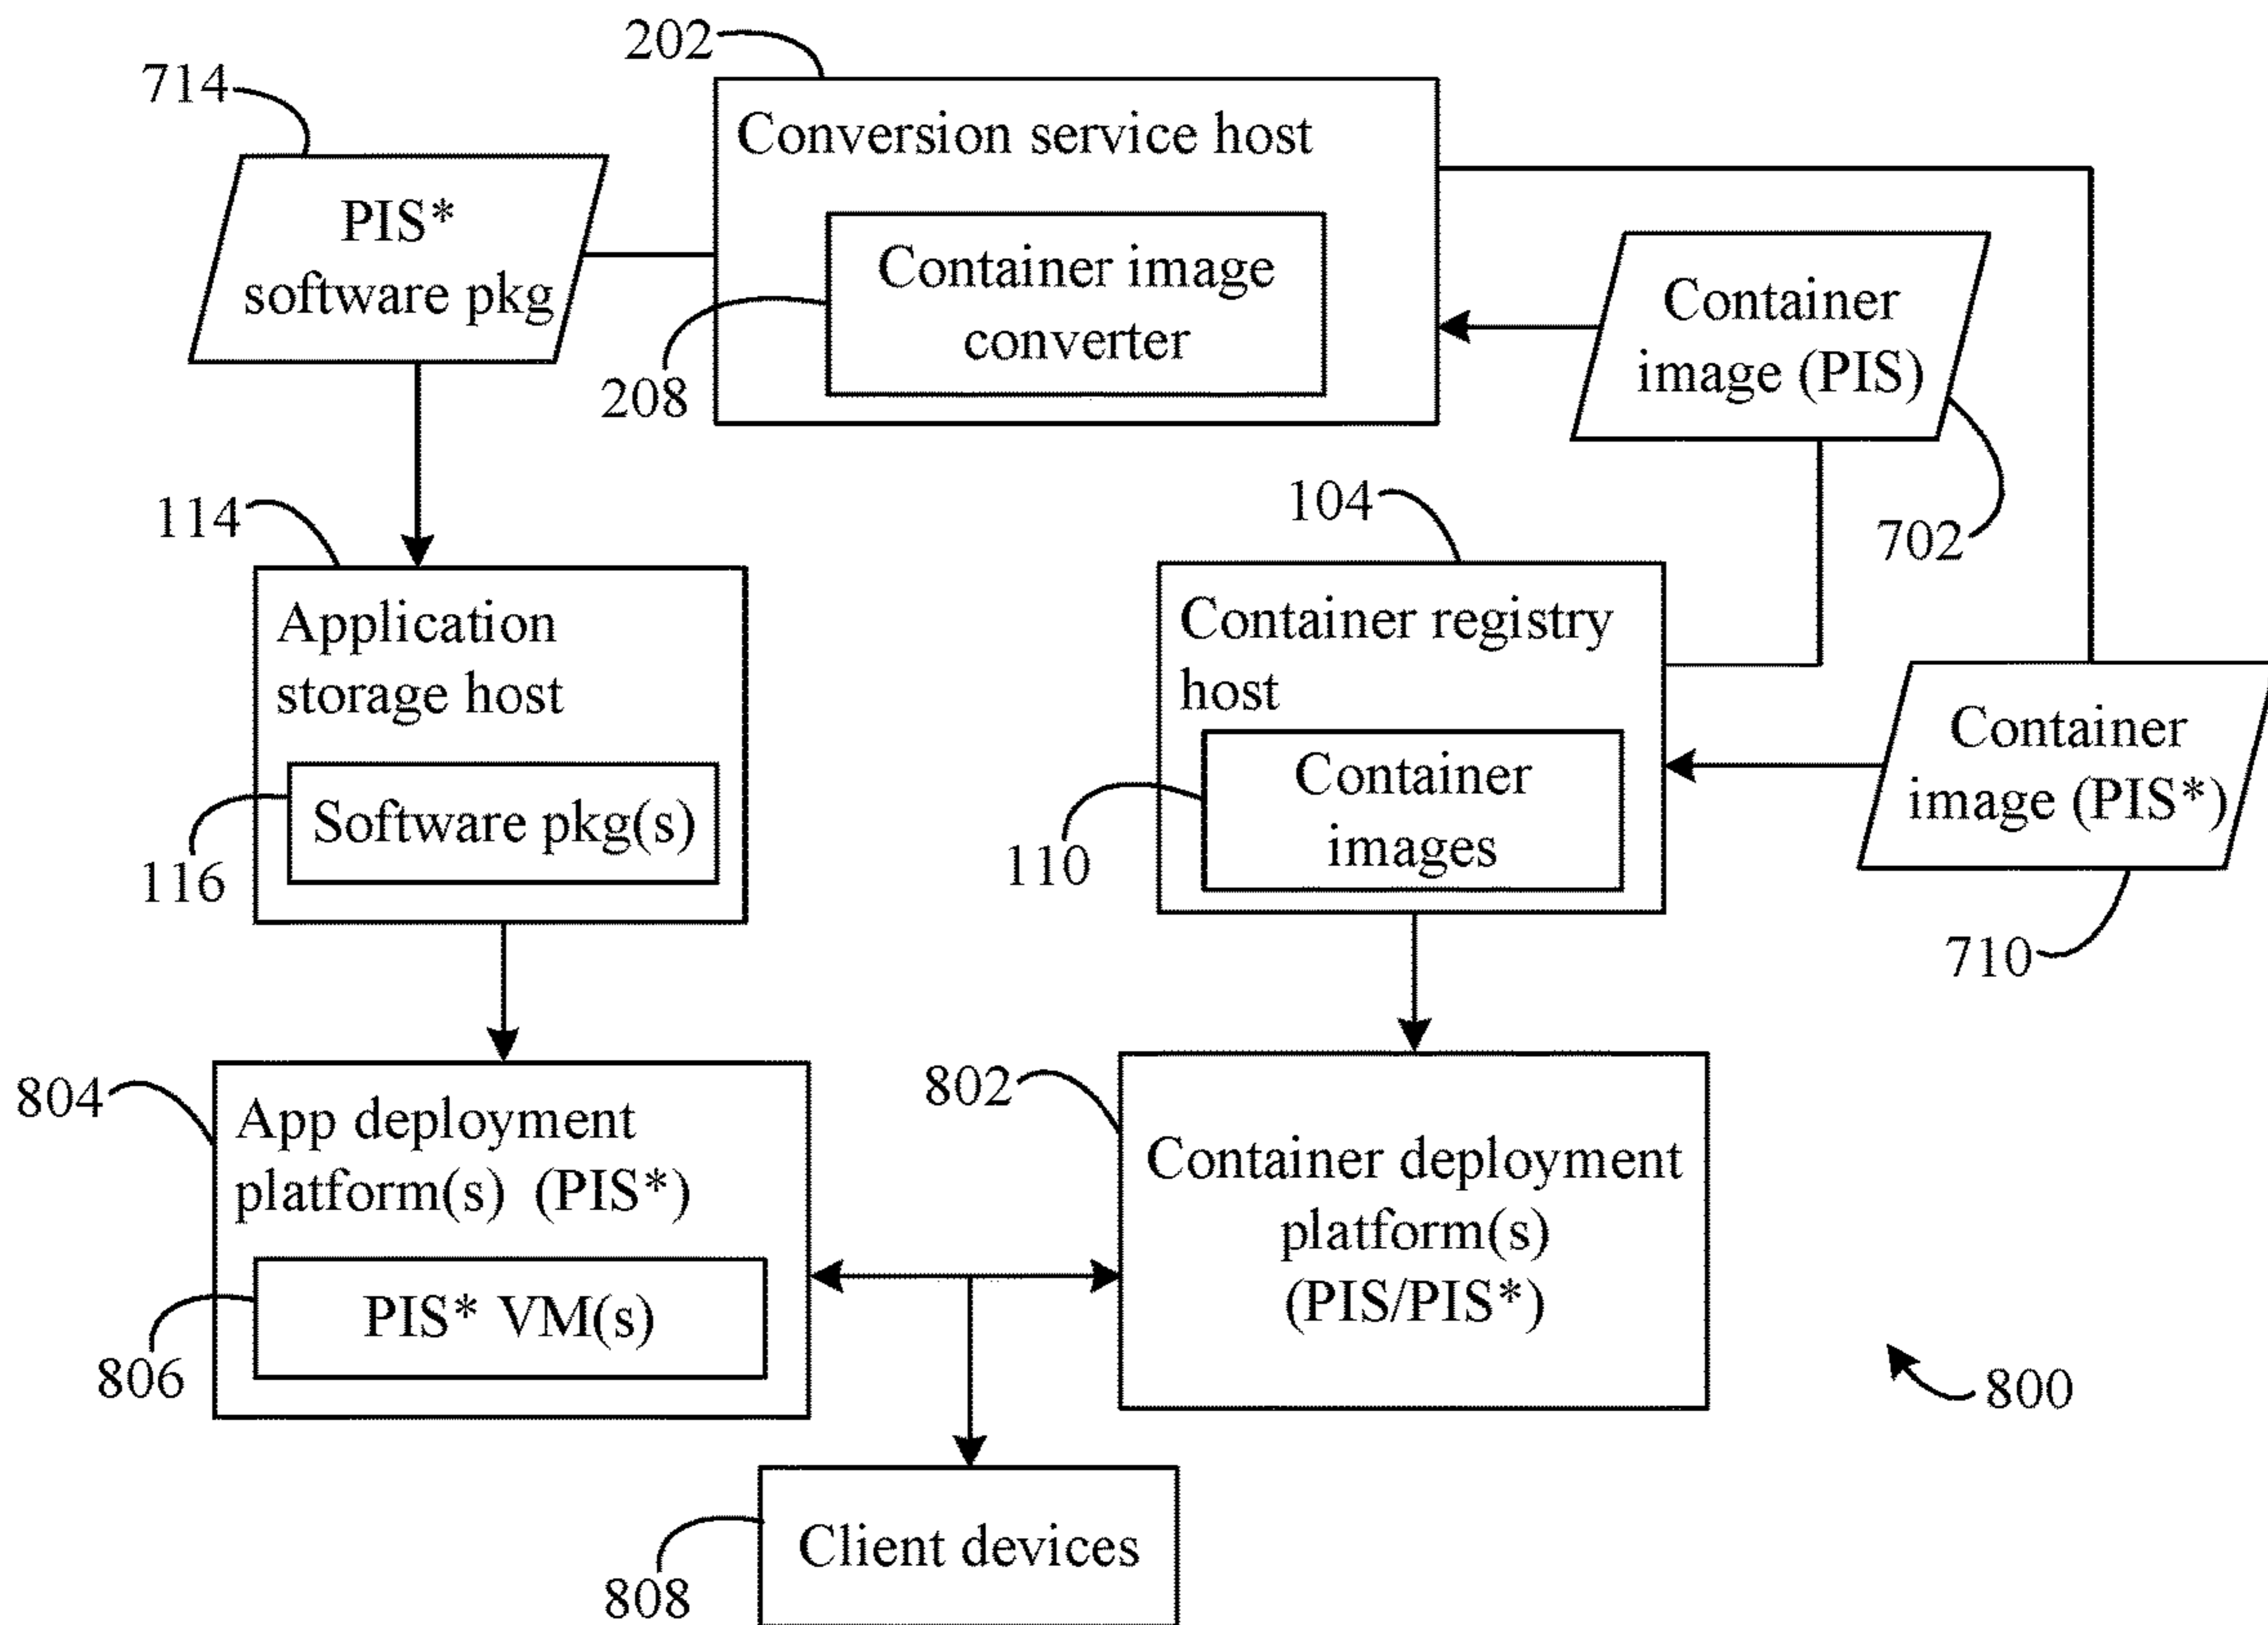 202
714
Conversion service host
PIS*
software pkg
Container image
converter
208
Container
image (PIS)
702
114
104
Application
storage host
Container registry
host
Software pkg(s)
116
Container
images
110
Container
image (PIS*)
710
804
App deployment
platform(s) (PIS*)
802
Container deployment
platform(s)
(PIS/PIS*)
PIS* VM(s)
806
800
Client devices
808